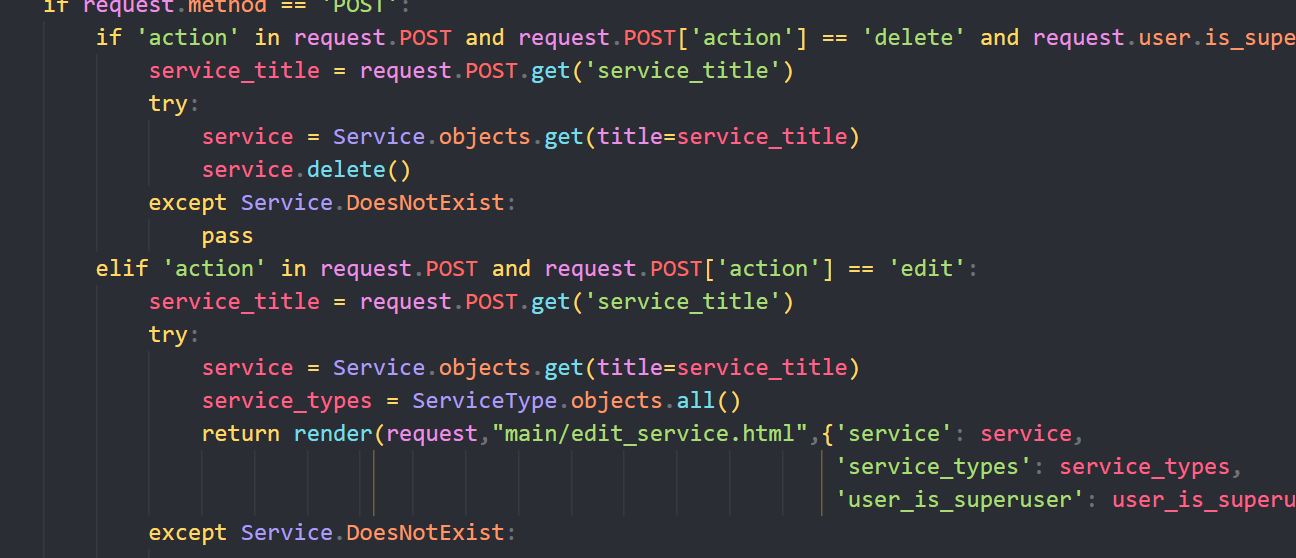 if request.method == 'POST':
if 'action' in request.POST and request.POST['action'] == 'delete' and request.user.is_supe
service_title = request.POST.get('service_title')
try:
service = Service.objects.get(title=service_title)
service.delete()
except Service.DoesNotExist:
pass
elif 'action' in request.POST and request.POST['action'] == 'edit':
service_title = request.POST.get('service_title')
try:
service = Service.objects.get(title=service_title)
service_types = ServiceType.objects.all()
return render(request,"main/edit_service.html",{'service': service,
'service_types': service_types,
'user_is_superuser': user_is_superu
except Service.DoesNotExist: